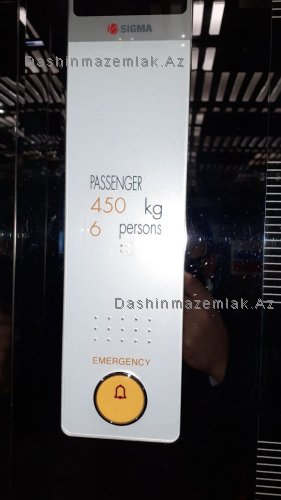 SIGMA
Dashinmazemlak.Az
PASSENGER
450 kg
6 persons
Dashinmazemlak.Az
EMERGENCY